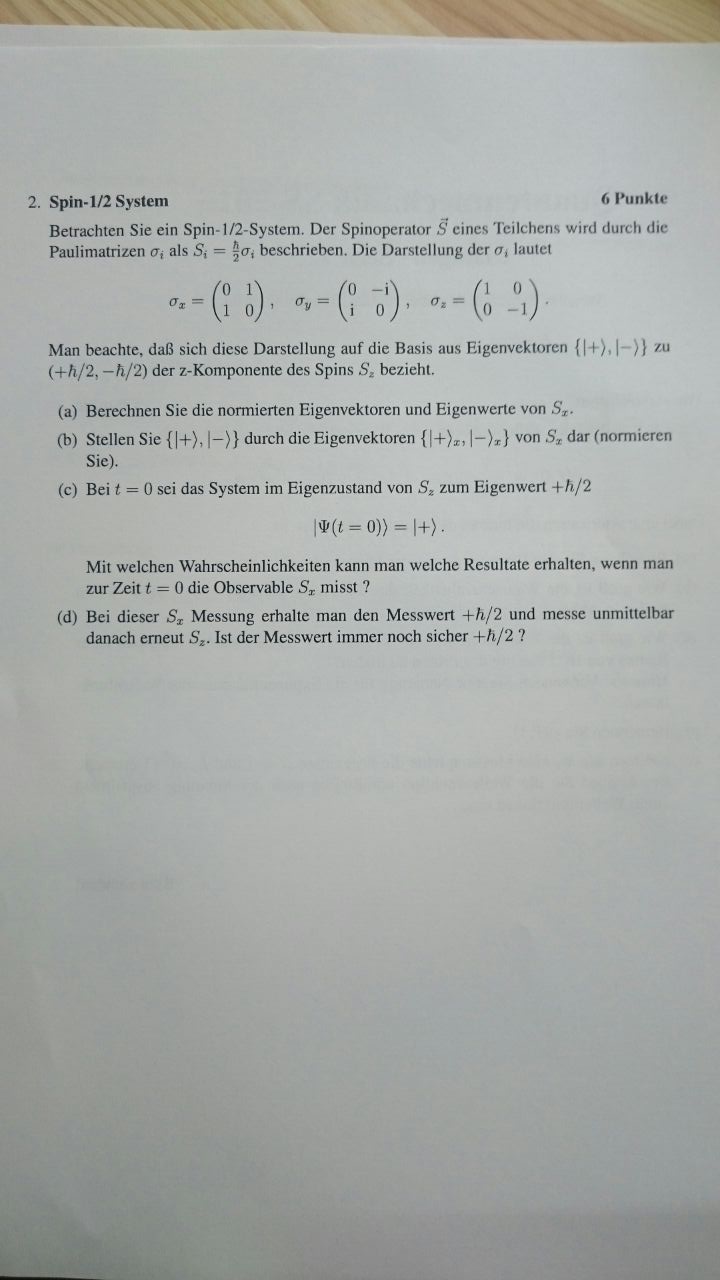 2. Spin-1/2 System 6 Punkte
Betrachten Sie ein Spin-1/2-System. Der Spinoperator $\vec{S}$ eines Teilchens wird durch die
Paulimatrizen $\sigma_i$ als $S_i = \frac{\hbar}{2}\sigma_i$ beschrieben. Die Darstellung der $\sigma_i$ lautet
$\sigma_x = \begin{pmatrix} 0 & 1 \\ 1 & 0 \end{pmatrix}, \quad \sigma_y = \begin{pmatrix} 0 & -i \\ i & 0 \end{pmatrix}, \quad \sigma_z = \begin{pmatrix} 1 & 0 \\ 0 & -1 \end{pmatrix}.$
Man beachte, daß sich diese Darstellung auf die Basis aus Eigenvektoren $\{|+\rangle, |-\rangle\}$ zu
$(+\hbar/2, -\hbar/2)$ der z-Komponente des Spins $S_z$ bezieht.
(a) Berechnen Sie die normierten Eigenvektoren und Eigenwerte von $S_x$.
(b) Stellen Sie $\{|+\rangle, |-\rangle\}$ durch die Eigenvektoren $\{|+\rangle_x, |-\rangle_x\}$ von $S_x$ dar (normieren
Sie).
(c) Bei $t = 0$ sei das System im Eigenzustand von $S_z$ zum Eigenwert $+\hbar/2$
$|\Psi(t = 0)\rangle = |+\rangle.$
Mit welchen Wahrscheinlichkeiten kann man welche Resultate erhalten, wenn man
zur Zeit $t = 0$ die Observable $S_x$ misst ?
(d) Bei dieser $S_x$ Messung erhalte man den Messwert $+\hbar/2$ und messe unmittelbar
danach erneut $S_z$. Ist der Messwert immer noch sicher $+\hbar/2$ ?